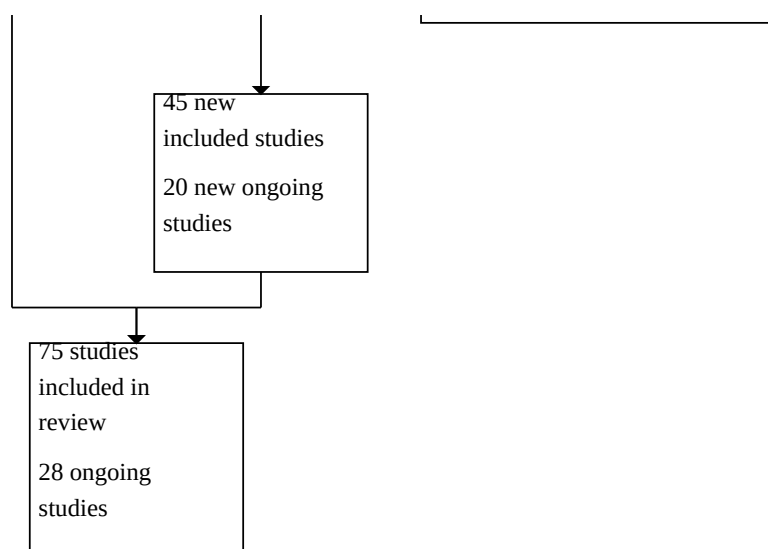 45 new
included studies
20 new ongoing
studies
75 studies
included in
review
28 ongoing
studies